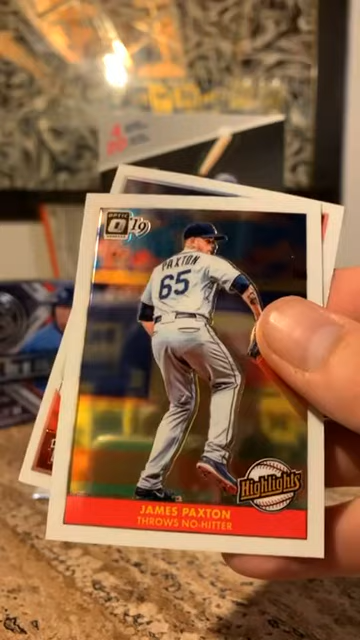 OPTIC
19
PAXTON
65
Highlights
JAMES PAXTON
THROWS NO-HITTER